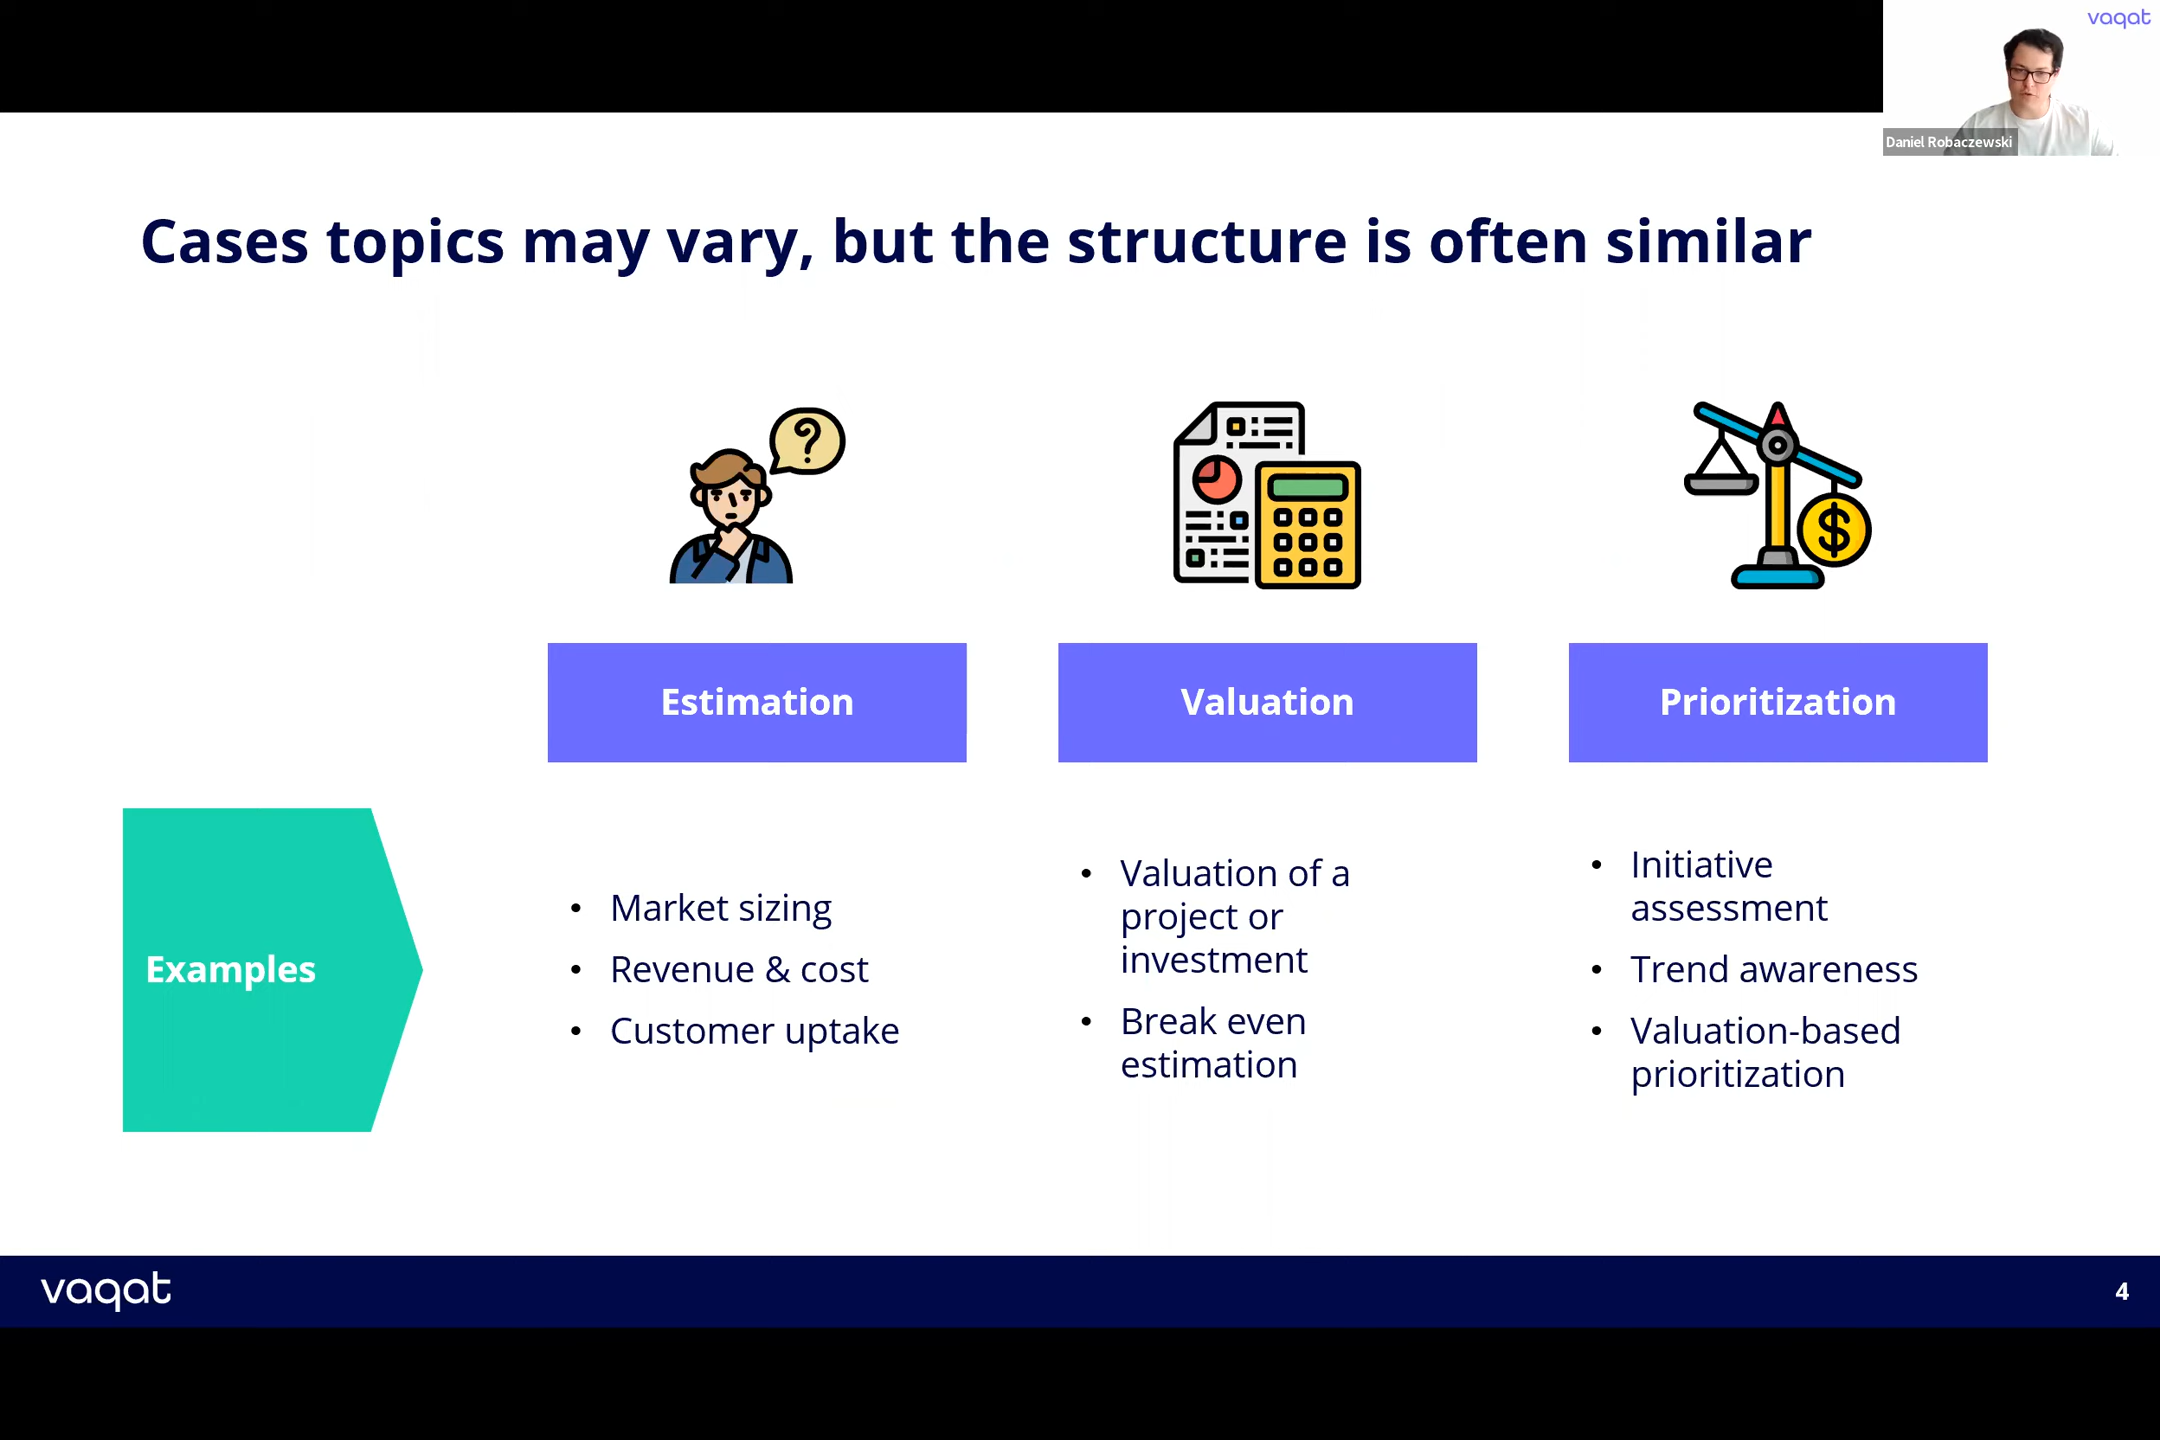 vaqat
Daniel Robaczewski
Cases topics may vary, but the structure is often similar
?
$
Estimation
Valuation
Prioritization
Examples
• Market sizing
• Revenue & cost
• Customer uptake
• Valuation of a
project or
investment
• Break even
estimation
• Initiative
assessment
• Trend awareness
• Valuation-based
prioritization
vaqat
4